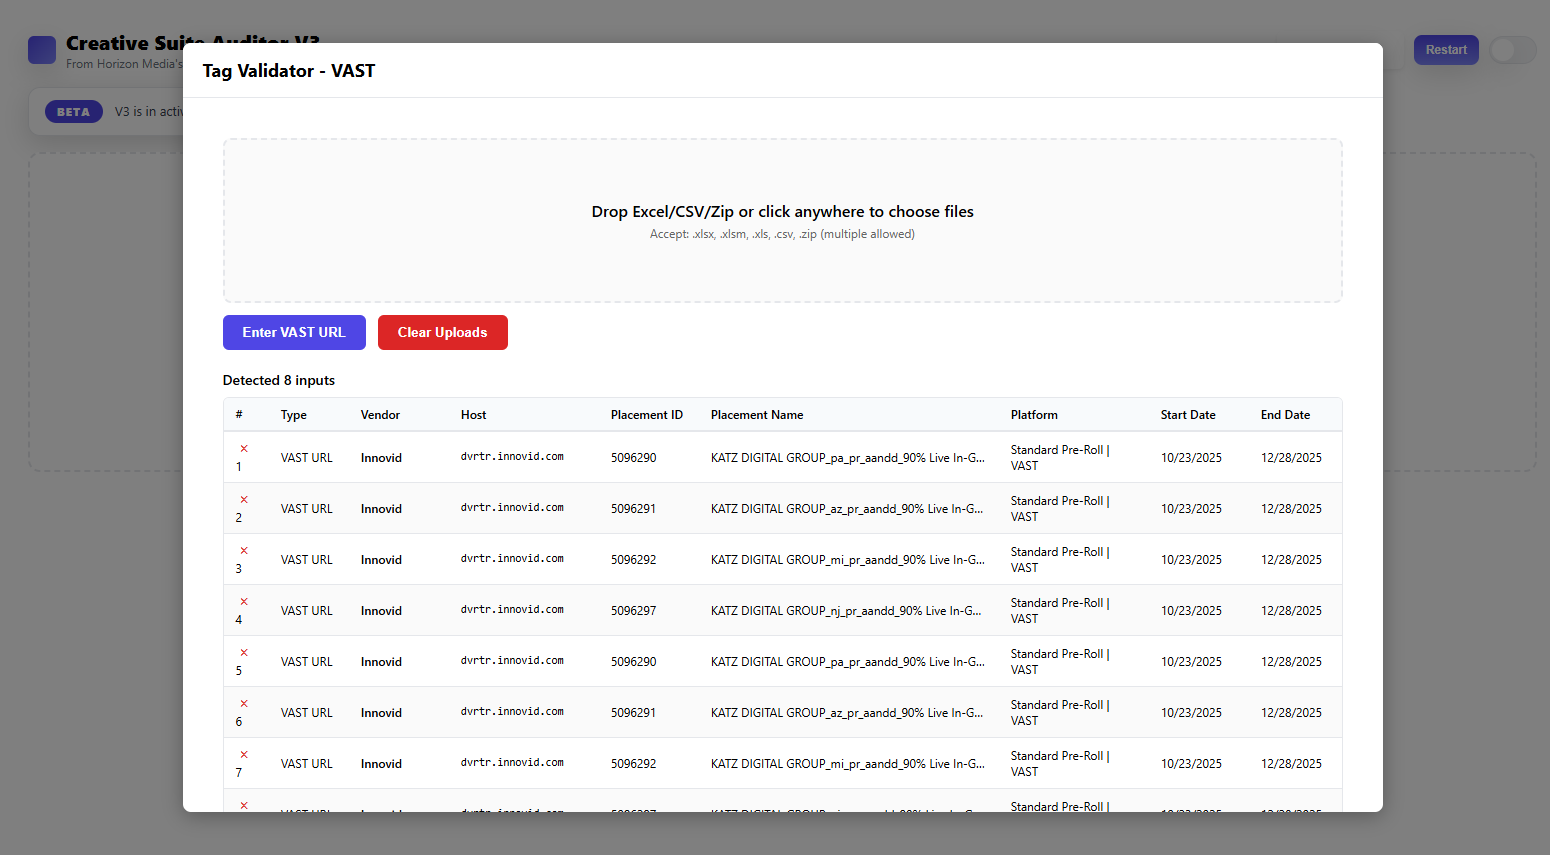 Creative Suite Auditor V3
From Horizon Media's
Restart
BETA V3 is in activ
Tag Validator - VAST
Drop Excel/CSV/Zip or click anywhere to choose files
Accept: .xlsx, .xlsm, .xls, .csv, .zip (multiple allowed)
Enter VAST URL Clear Uploads
Detected 8 inputs
# Type Vendor Host Placement ID Placement Name Platform Start Date End Date
× 1 VAST URL Innovid dvrtr.innovid.com 5096290 KATZ DIGITAL GROUP_pa_pr_aandd_90% Live In-G... Standard Pre-Roll | VAST 10/23/2025 12/28/2025
× 2 VAST URL Innovid dvrtr.innovid.com 5096291 KATZ DIGITAL GROUP_az_pr_aandd_90% Live In-G... Standard Pre-Roll | VAST 10/23/2025 12/28/2025
× 3 VAST URL Innovid dvrtr.innovid.com 5096292 KATZ DIGITAL GROUP_mi_pr_aandd_90% Live In-G... Standard Pre-Roll | VAST 10/23/2025 12/28/2025
× 4 VAST URL Innovid dvrtr.innovid.com 5096297 KATZ DIGITAL GROUP_nj_pr_aandd_90% Live In-G... Standard Pre-Roll | VAST 10/23/2025 12/28/2025
× 5 VAST URL Innovid dvrtr.innovid.com 5096290 KATZ DIGITAL GROUP_pa_pr_aandd_90% Live In-G... Standard Pre-Roll | VAST 10/23/2025 12/28/2025
× 6 VAST URL Innovid dvrtr.innovid.com 5096291 KATZ DIGITAL GROUP_az_pr_aandd_90% Live In-G... Standard Pre-Roll | VAST 10/23/2025 12/28/2025
× 7 VAST URL Innovid dvrtr.innovid.com 5096292 KATZ DIGITAL GROUP_mi_pr_aandd_90% Live In-G... Standard Pre-Roll | VAST 10/23/2025 12/28/2025
× Standard Pre-Roll |